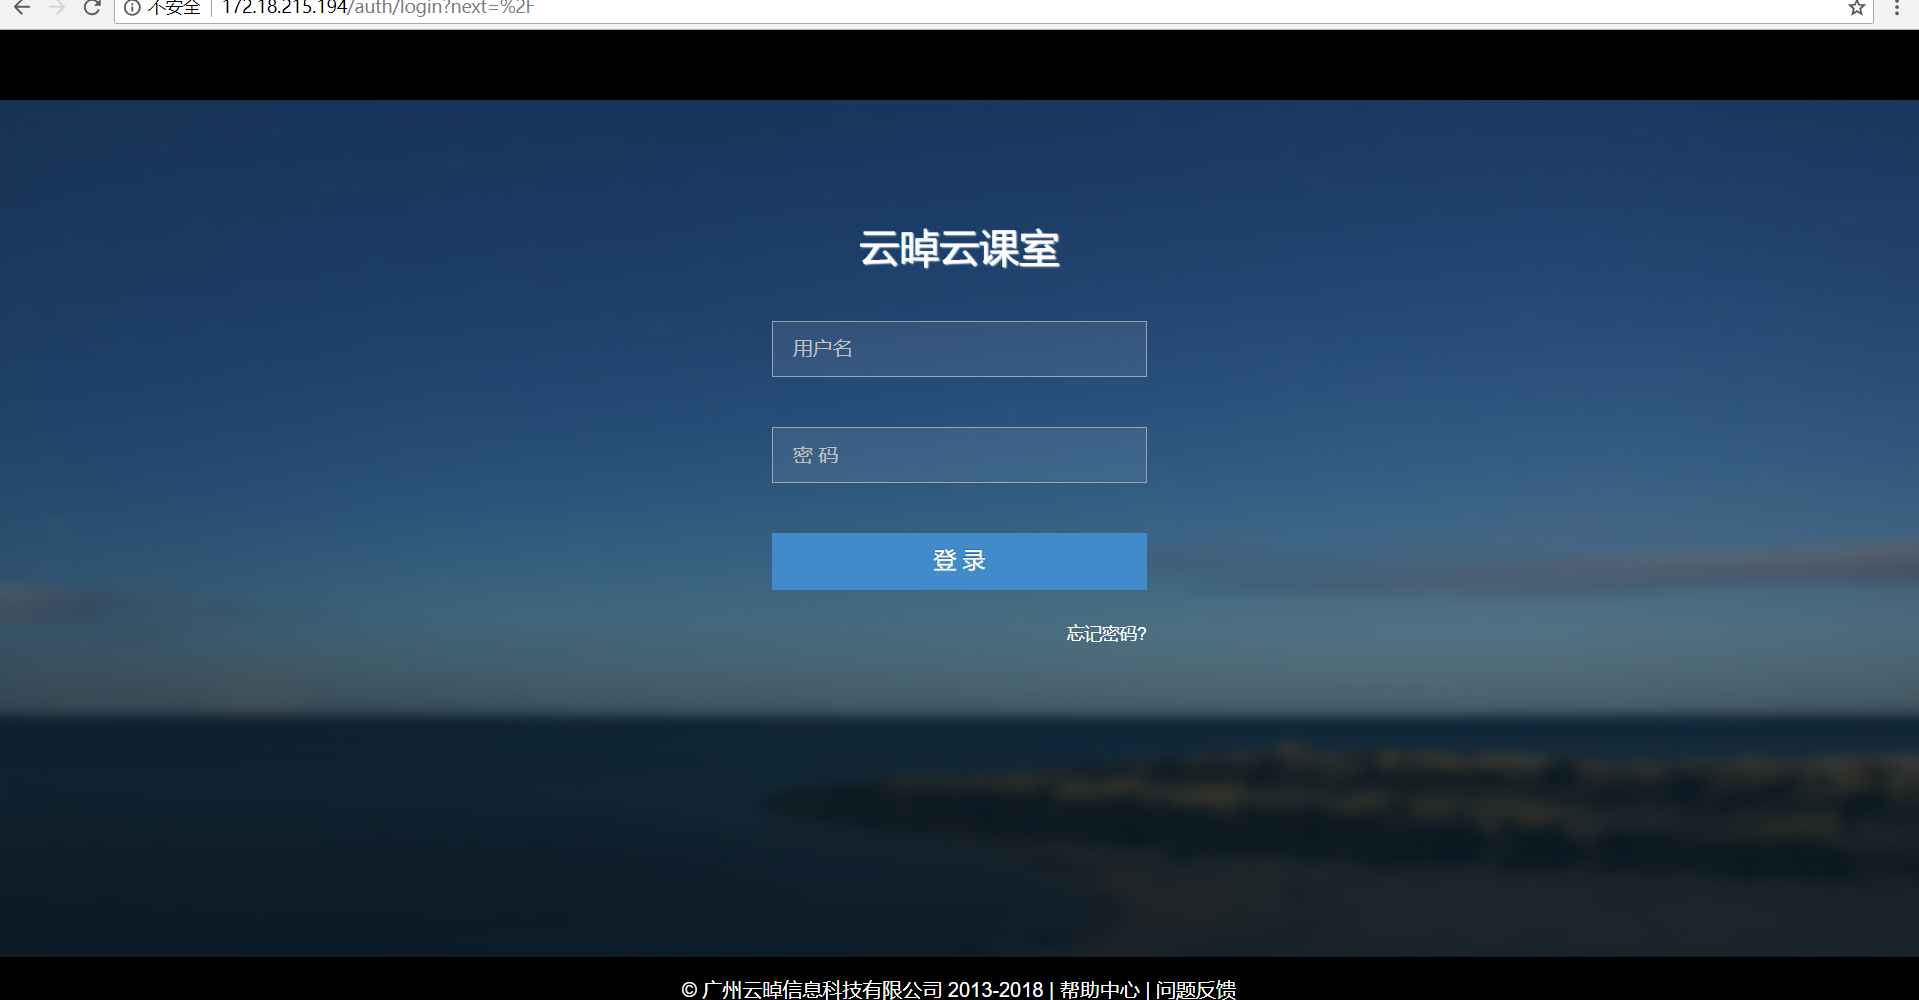 不安全 172.18.215.194/auth/login?next=%2F
云晫云课室
用户名
密 码
登 录
忘记密码?
© 广州云晫信息科技有限公司 2013-2018 | 帮助中心 | 问题反馈